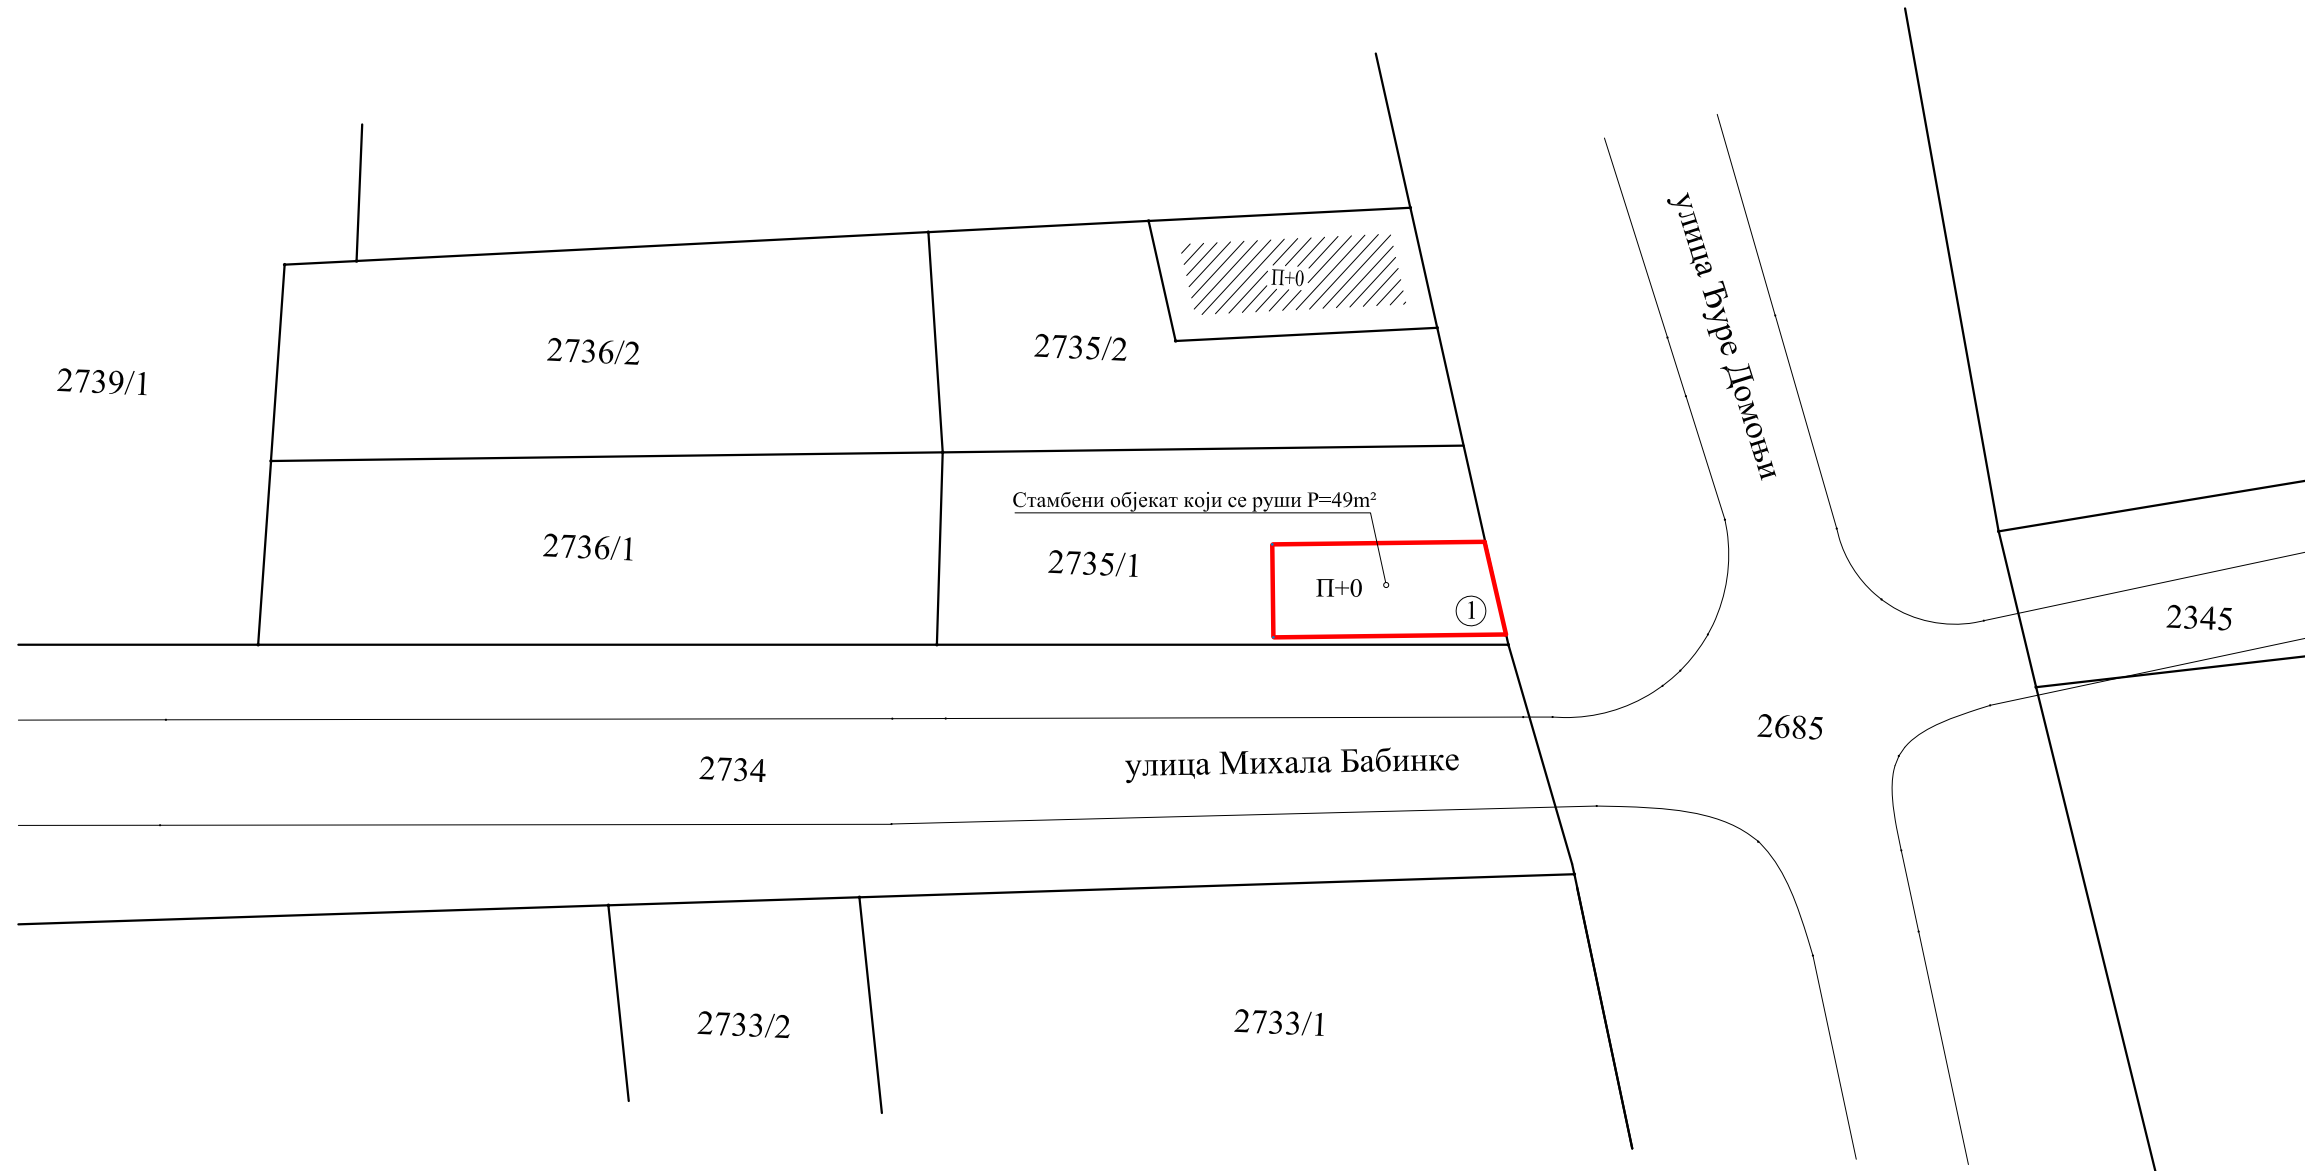 улица Ђуре Домоњи
П+0
2736/2
2735/2
2739/1
Стамбени објекат који се руши P=49m²
2736/1
2735/1
П+0
1
2345
2685
2734
улица Михала Бабинке
2733/2
2733/1